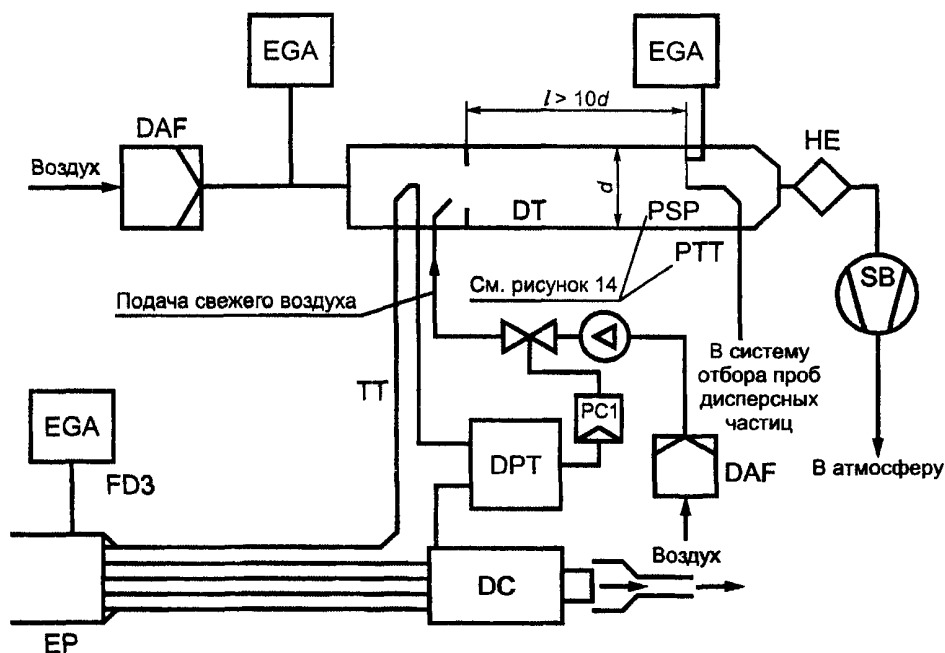 EGA
EGA
l > 10d
DAF
Воздух
HE
d
DT
PSP
PTT
SB
См. рисунок 14
Подача свежего воздуха
В систему
отбора проб
дисперсных
частиц
TT
PC1
EGA
DPT
DAF
В атмосферу
FD3
Воздух
DC
EP